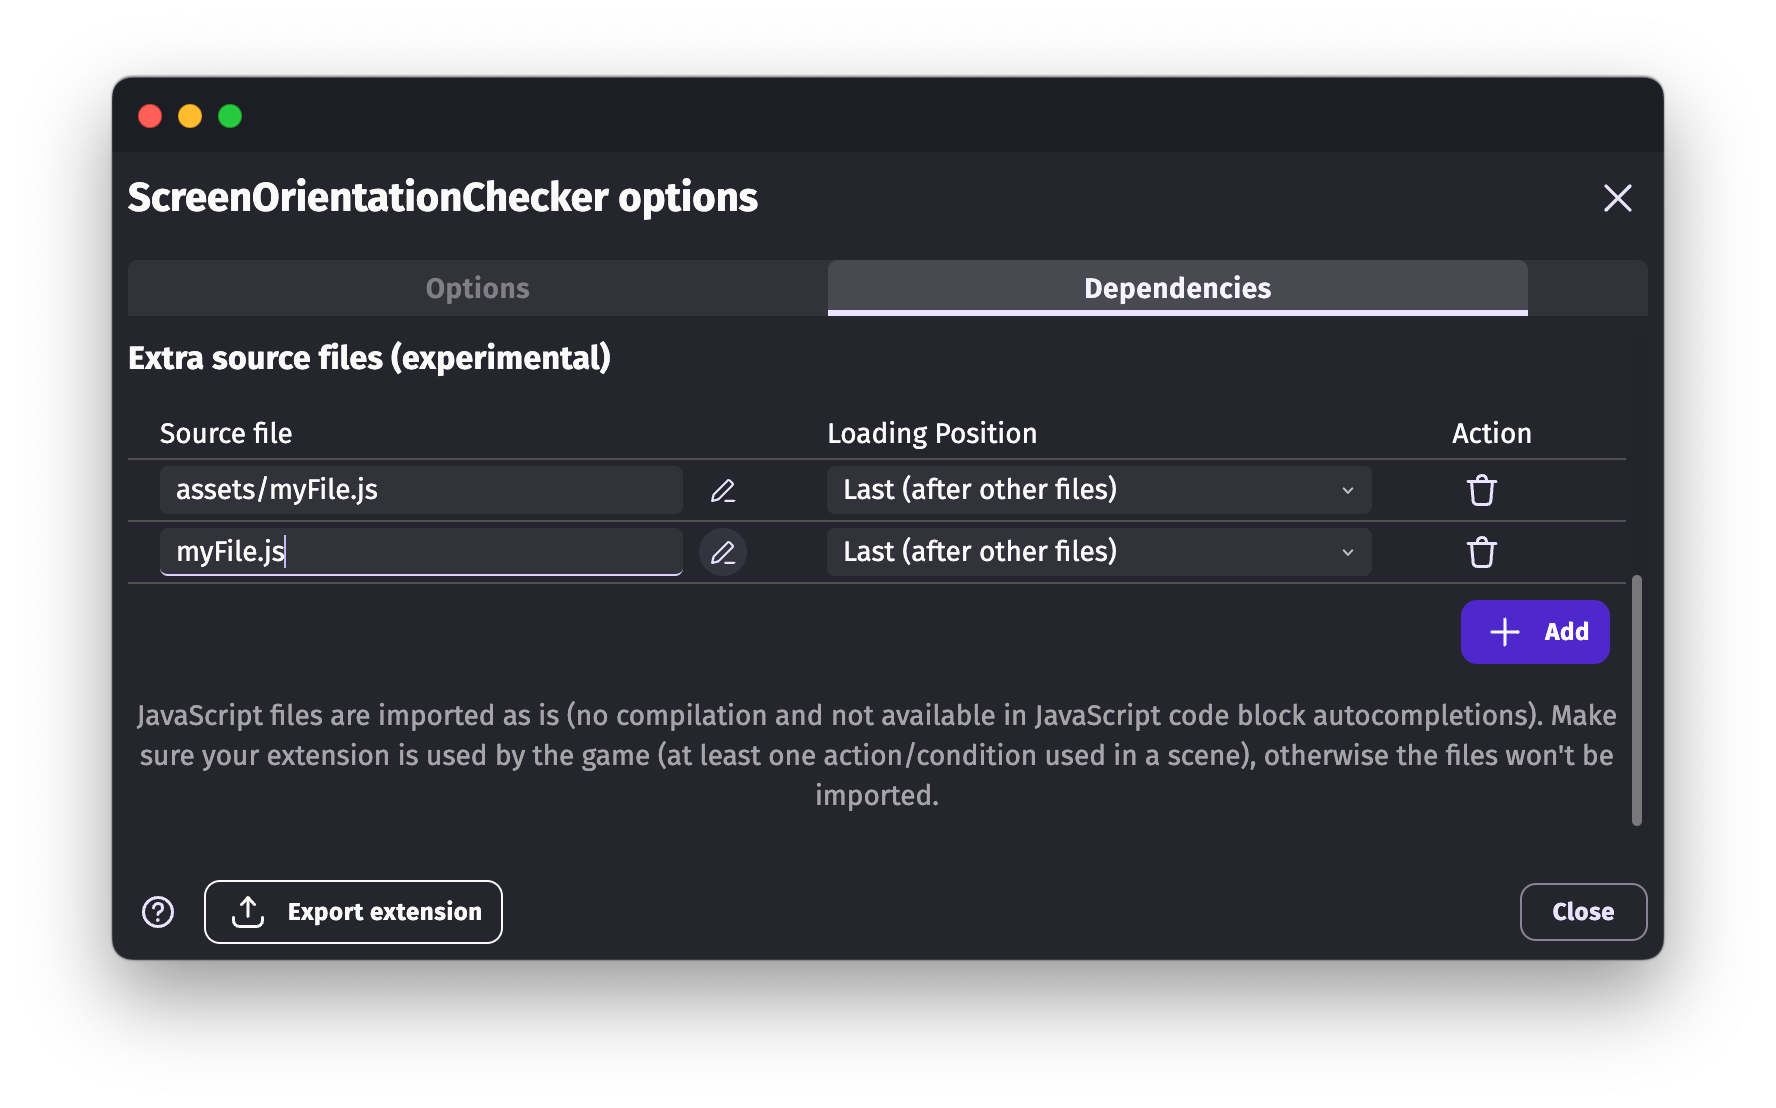 ScreenOrientationChecker options
Options
Dependencies
Extra source files (experimental)
Source file
Loading Position
Action
assets/myFile.js
Last (after other files)
myFile.js
Last (after other files)
Add
JavaScript files are imported as is (no compilation and not available in JavaScript code block autocompletions). Make
sure your extension is used by the game (at least one action/condition used in a scene), otherwise the files won't be
imported.
Export extension
Close